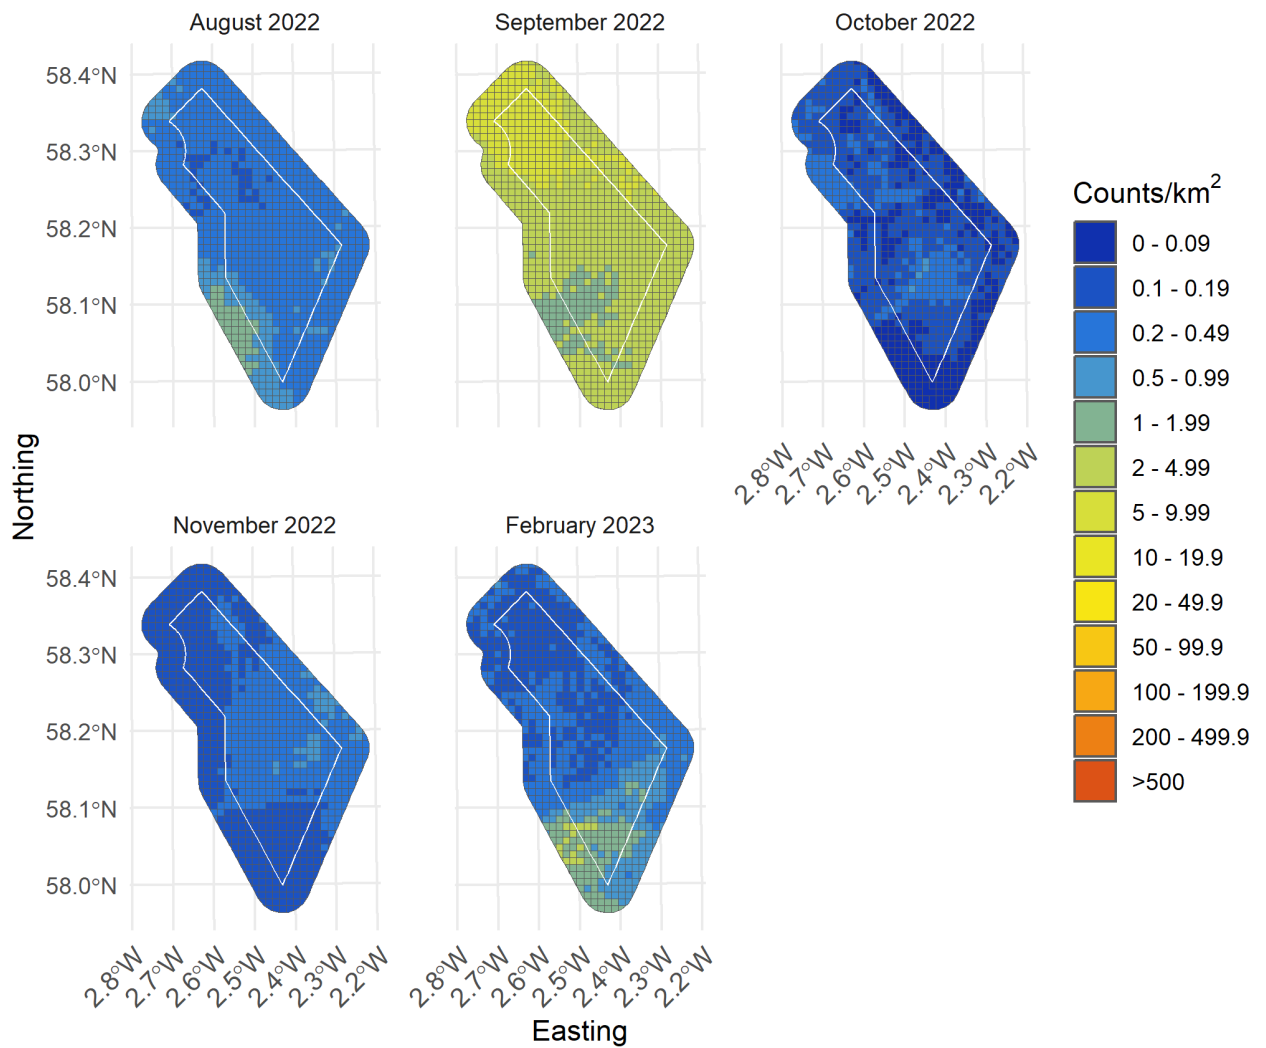 August 2022
September 2022
October 2022
58.4°N
58.3°N
58.2°N
58.1°N
58.0°N
2.8°W
2.7°W
2.6°W
2.5°W
2.4°W
2.3°W
2.2°W
Northing
November 2022
February 2023
58.4°N
58.3°N
58.2°N
58.1°N
58.0°N
2.8°W
2.7°W
2.6°W
2.5°W
2.4°W
2.3°W
2.2°W
2.8°W
2.7°W
2.6°W
2.5°W
2.4°W
2.3°W
2.2°W
Easting
Counts/km²
0 - 0.09
0.1 - 0.19
0.2 - 0.49
0.5 - 0.99
1 - 1.99
2 - 4.99
5 - 9.99
10 - 19.9
20 - 49.9
50 - 99.9
100 - 199.9
200 - 499.9
>500